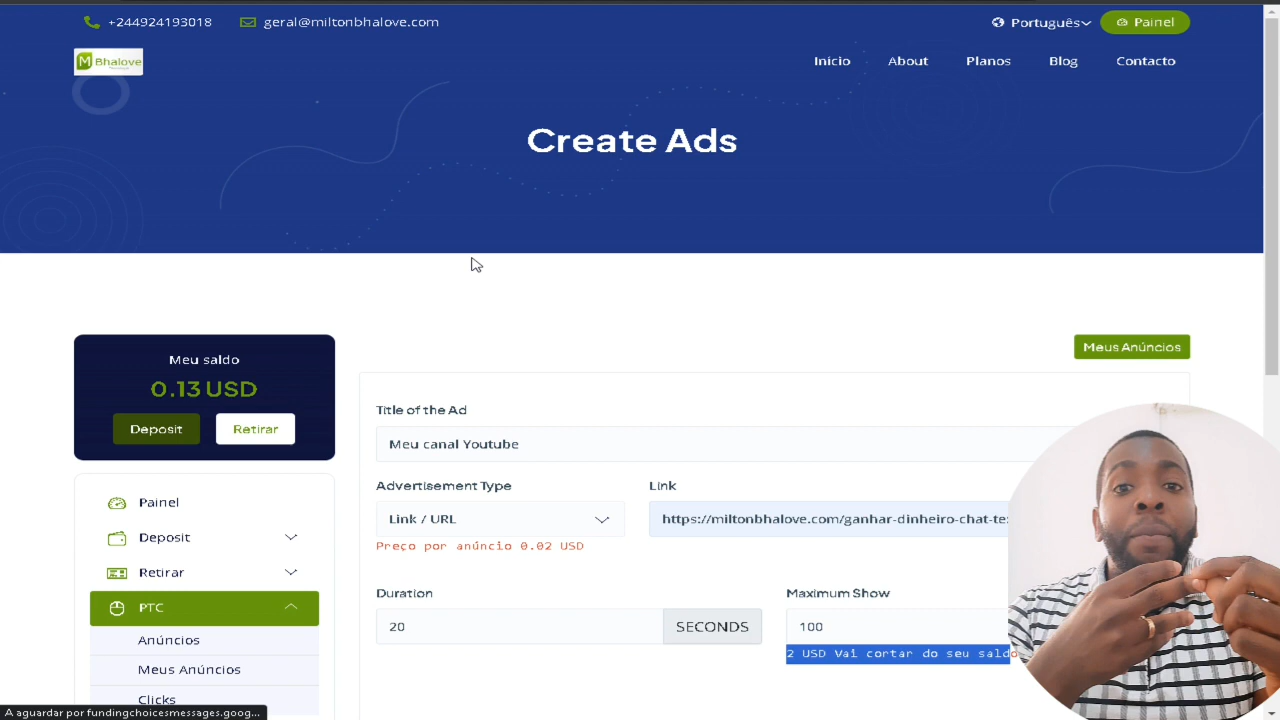 +244924193018 geral@miltonbhalove.com Português Painel
M Bhalove Inicio About Planos Blog Contacto
Create Ads
Meu saldo
0.13 USD
Deposit Retirar
Painel
Deposit
Retirar
PTC
Anúncios
Meus Anúncios
Clicks
Meus Anúncios
Title of the Ad
Meu canal Youtube
Advertisement Type Link
Link / URL https://miltonbhalove.com/ganhar-dinheiro-chat-te
Preço por anúncio 0.02 USD
Duration Maximum Show
20 SECONDS 100
2 USD Vai cortar do seu saldo
A aguardar por fundingchoicesmessages.goog...